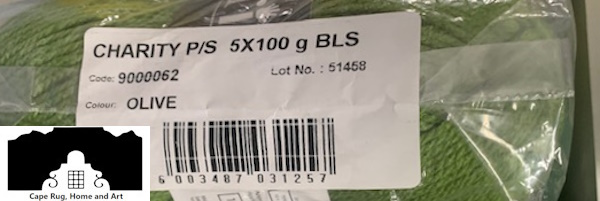 CHARITY P/S 5X100 g BLS
Code: 9000062 Lot No. : 51458
Colour: OLIVE
6 003487 031257
Cape Rug, Home and Art